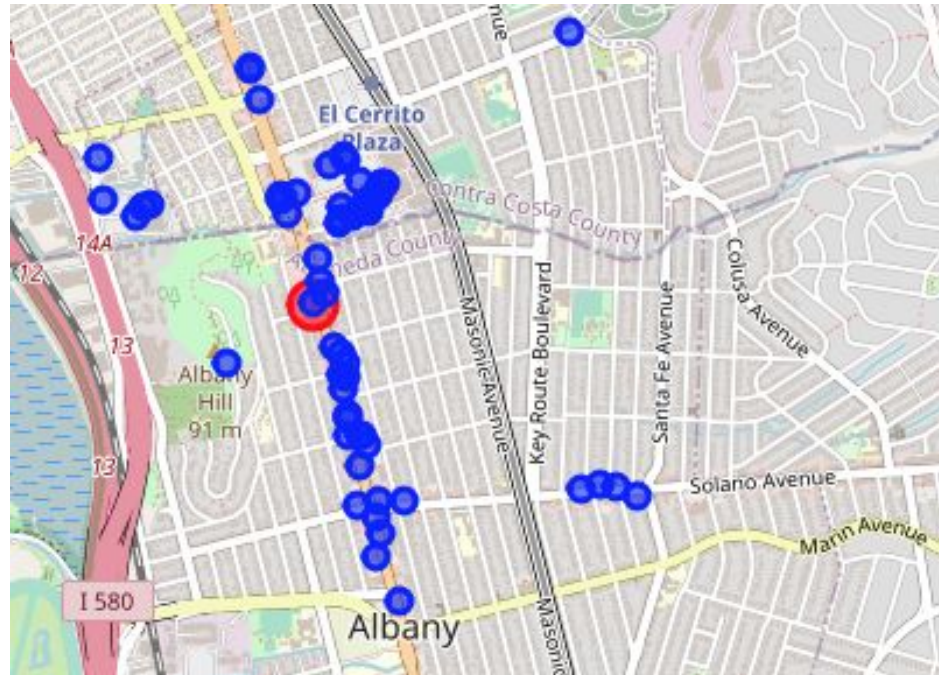 nue
El Cerrito
Plaza
Contra Costa County
Alameda County
14A
12
13
Albany
Hill
91 m
13
Masonic Avenue
Key Route Boulevard
Santa Fe Avenue
Colusa Avenue
Solano Avenue
Marin Avenue
I 580
Albany
Masonic